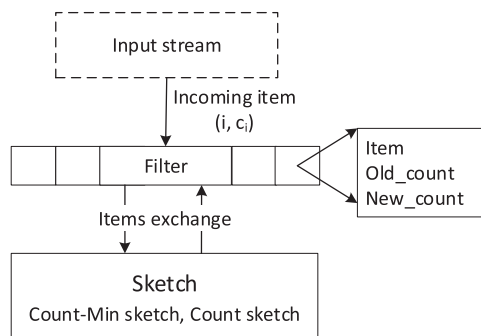 Input stream
Incoming item
(i, cᵢ)
Filter
Item
Old_count
New_count
Items exchange
Sketch
Count-Min sketch, Count sketch